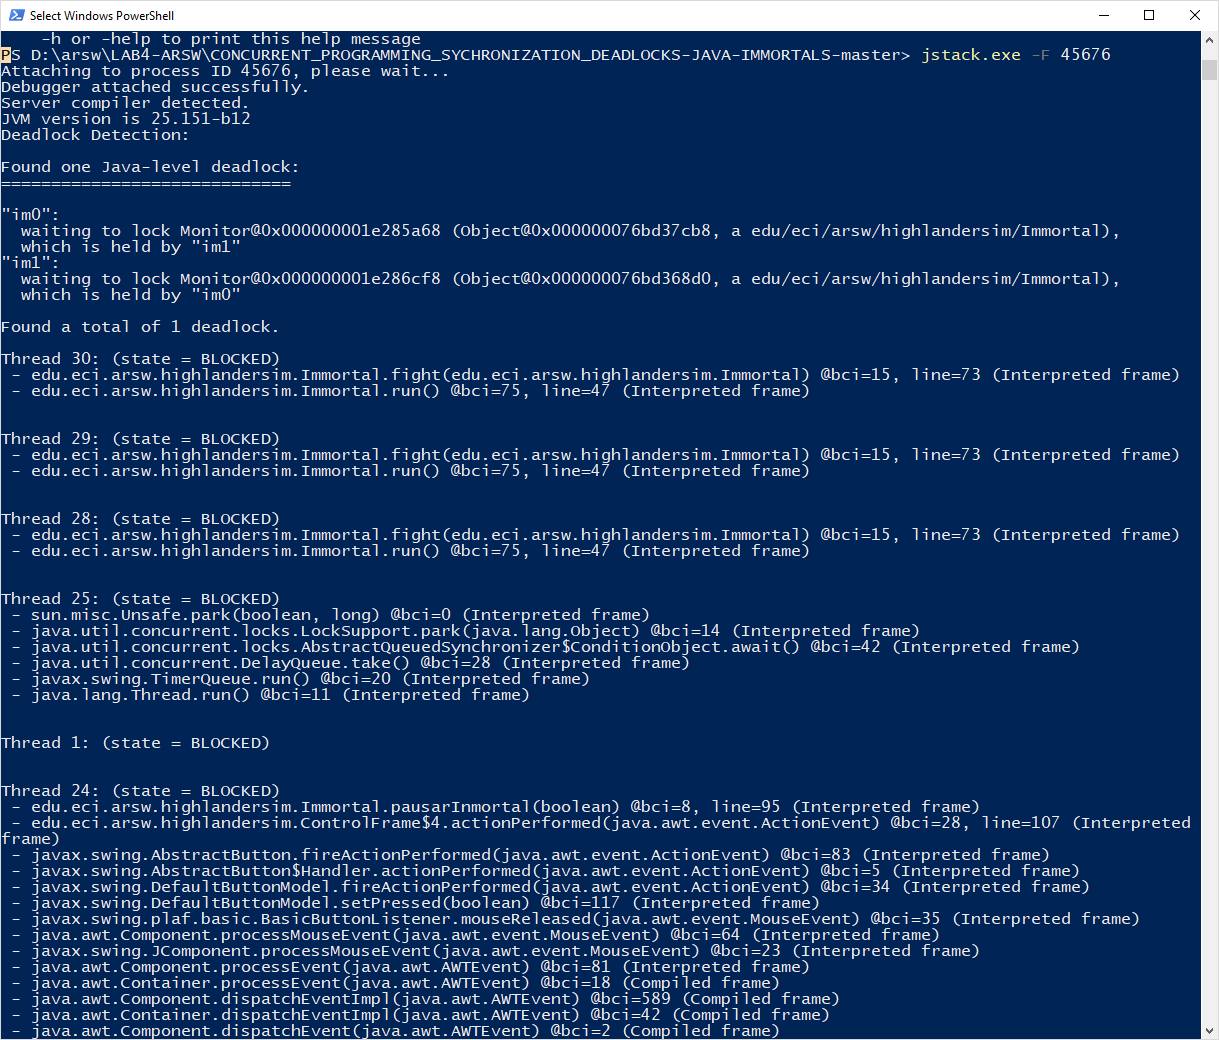 Select Windows PowerShell
-h or -help to print this help message
PS D:\arsw\LAB4-ARSW\CONCURRENT_PROGRAMMING_SYCHRONIZATION_DEADLOCKS-JAVA-IMMORTALS-master> jstack.exe -F 45676
Attaching to process ID 45676, please wait...
Debugger attached successfully.
Server compiler detected.
JVM version is 25.151-b12
Deadlock Detection:
Found one Java-level deadlock:
=============================
"im0":
waiting to lock Monitor@0x000000001e285a68 (Object@0x000000076bd37cb8, a edu/eci/arsw/highlandersim/Immortal),
which is held by "im1"
"im1":
waiting to lock Monitor@0x000000001e286cf8 (Object@0x000000076bd368d0, a edu/eci/arsw/highlandersim/Immortal),
which is held by "im0"
Found a total of 1 deadlock.
Thread 30: (state = BLOCKED)
- edu.eci.arsw.highlandersim.Immortal.fight(edu.eci.arsw.highlandersim.Immortal) @bci=15, line=73 (Interpreted frame)
- edu.eci.arsw.highlandersim.Immortal.run() @bci=75, line=47 (Interpreted frame)
Thread 29: (state = BLOCKED)
- edu.eci.arsw.highlandersim.Immortal.fight(edu.eci.arsw.highlandersim.Immortal) @bci=15, line=73 (Interpreted frame)
- edu.eci.arsw.highlandersim.Immortal.run() @bci=75, line=47 (Interpreted frame)
Thread 28: (state = BLOCKED)
- edu.eci.arsw.highlandersim.Immortal.fight(edu.eci.arsw.highlandersim.Immortal) @bci=15, line=73 (Interpreted frame)
- edu.eci.arsw.highlandersim.Immortal.run() @bci=75, line=47 (Interpreted frame)
Thread 25: (state = BLOCKED)
- sun.misc.Unsafe.park(boolean, long) @bci=0 (Interpreted frame)
- java.util.concurrent.locks.LockSupport.park(java.lang.Object) @bci=14 (Interpreted frame)
- java.util.concurrent.locks.AbstractQueuedSynchronizer$ConditionObject.await() @bci=42 (Interpreted frame)
- java.util.concurrent.DelayQueue.take() @bci=28 (Interpreted frame)
- javax.swing.TimerQueue.run() @bci=20 (Interpreted frame)
- java.lang.Thread.run() @bci=11 (Interpreted frame)
Thread 1: (state = BLOCKED)
Thread 24: (state = BLOCKED)
- edu.eci.arsw.highlandersim.Immortal.pausarInmortal(boolean) @bci=8, line=95 (Interpreted frame)
- edu.eci.arsw.highlandersim.ControlFrame$4.actionPerformed(java.awt.event.ActionEvent) @bci=28, line=107 (Interpreted
frame)
- javax.swing.AbstractButton.fireActionPerformed(java.awt.event.ActionEvent) @bci=83 (Interpreted frame)
- javax.swing.AbstractButton$Handler.actionPerformed(java.awt.event.ActionEvent) @bci=5 (Interpreted frame)
- javax.swing.DefaultButtonModel.fireActionPerformed(java.awt.event.ActionEvent) @bci=34 (Interpreted frame)
- javax.swing.DefaultButtonModel.setPressed(boolean) @bci=117 (Interpreted frame)
- javax.swing.plaf.basic.BasicButtonListener.mouseReleased(java.awt.event.MouseEvent) @bci=35 (Interpreted frame)
- java.awt.Component.processMouseEvent(java.awt.event.MouseEvent) @bci=64 (Interpreted frame)
- javax.swing.JComponent.processMouseEvent(java.awt.event.MouseEvent) @bci=23 (Interpreted frame)
- java.awt.Component.processEvent(java.awt.AWTEvent) @bci=81 (Interpreted frame)
- java.awt.Container.processEvent(java.awt.AWTEvent) @bci=18 (Compiled frame)
- java.awt.Component.dispatchEventImpl(java.awt.AWTEvent) @bci=589 (Compiled frame)
- java.awt.Container.dispatchEventImpl(java.awt.AWTEvent) @bci=42 (Compiled frame)
- java.awt.Component.dispatchEvent(java.awt.AWTEvent) @bci=2 (Compiled frame)